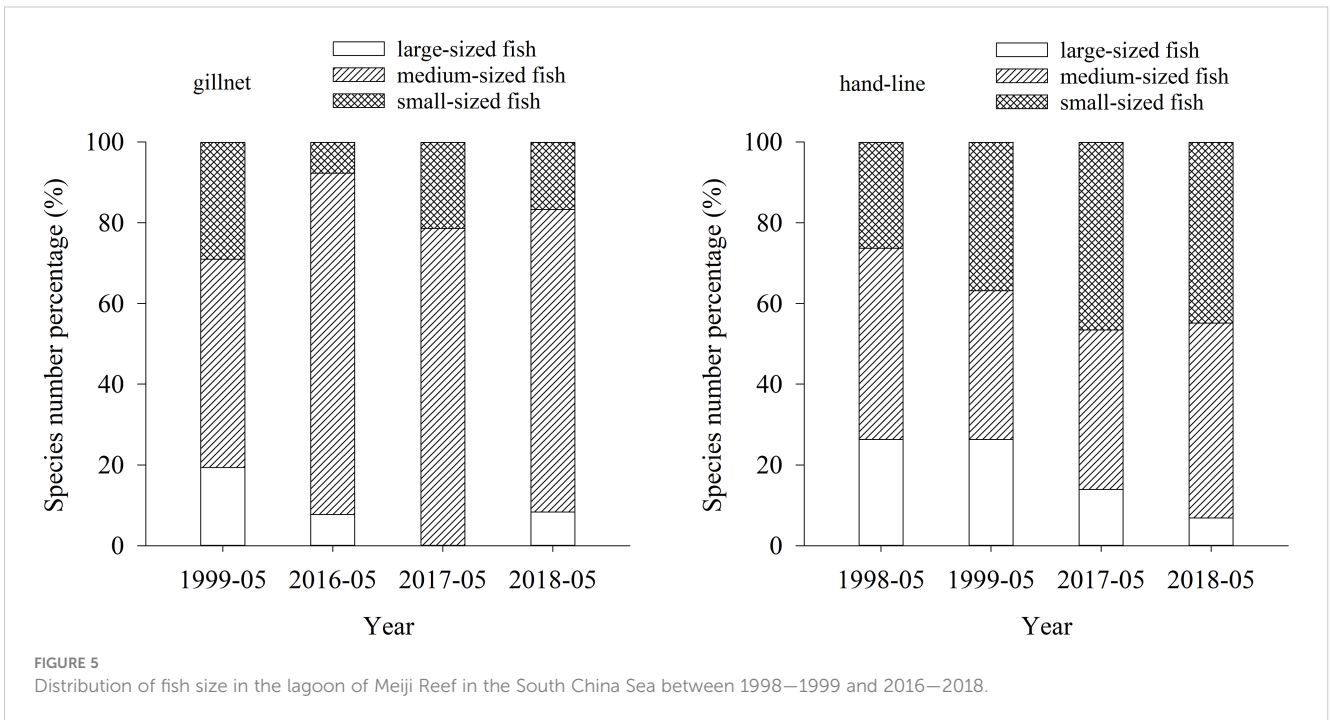 gillnet
large-sized fish
medium-sized fish
small-sized fish
Species number percentage (%)
100
80
60
40
20
0
1999-05 2016-05 2017-05 2018-05
Year
hand-line
large-sized fish
medium-sized fish
small-sized fish
Species number percentage (%)
100
80
60
40
20
0
1998-05 1999-05 2017-05 2018-05
Year
FIGURE 5
Distribution of fish size in the lagoon of Meiji Reef in the South China Sea between 1998—1999 and 2016—2018.